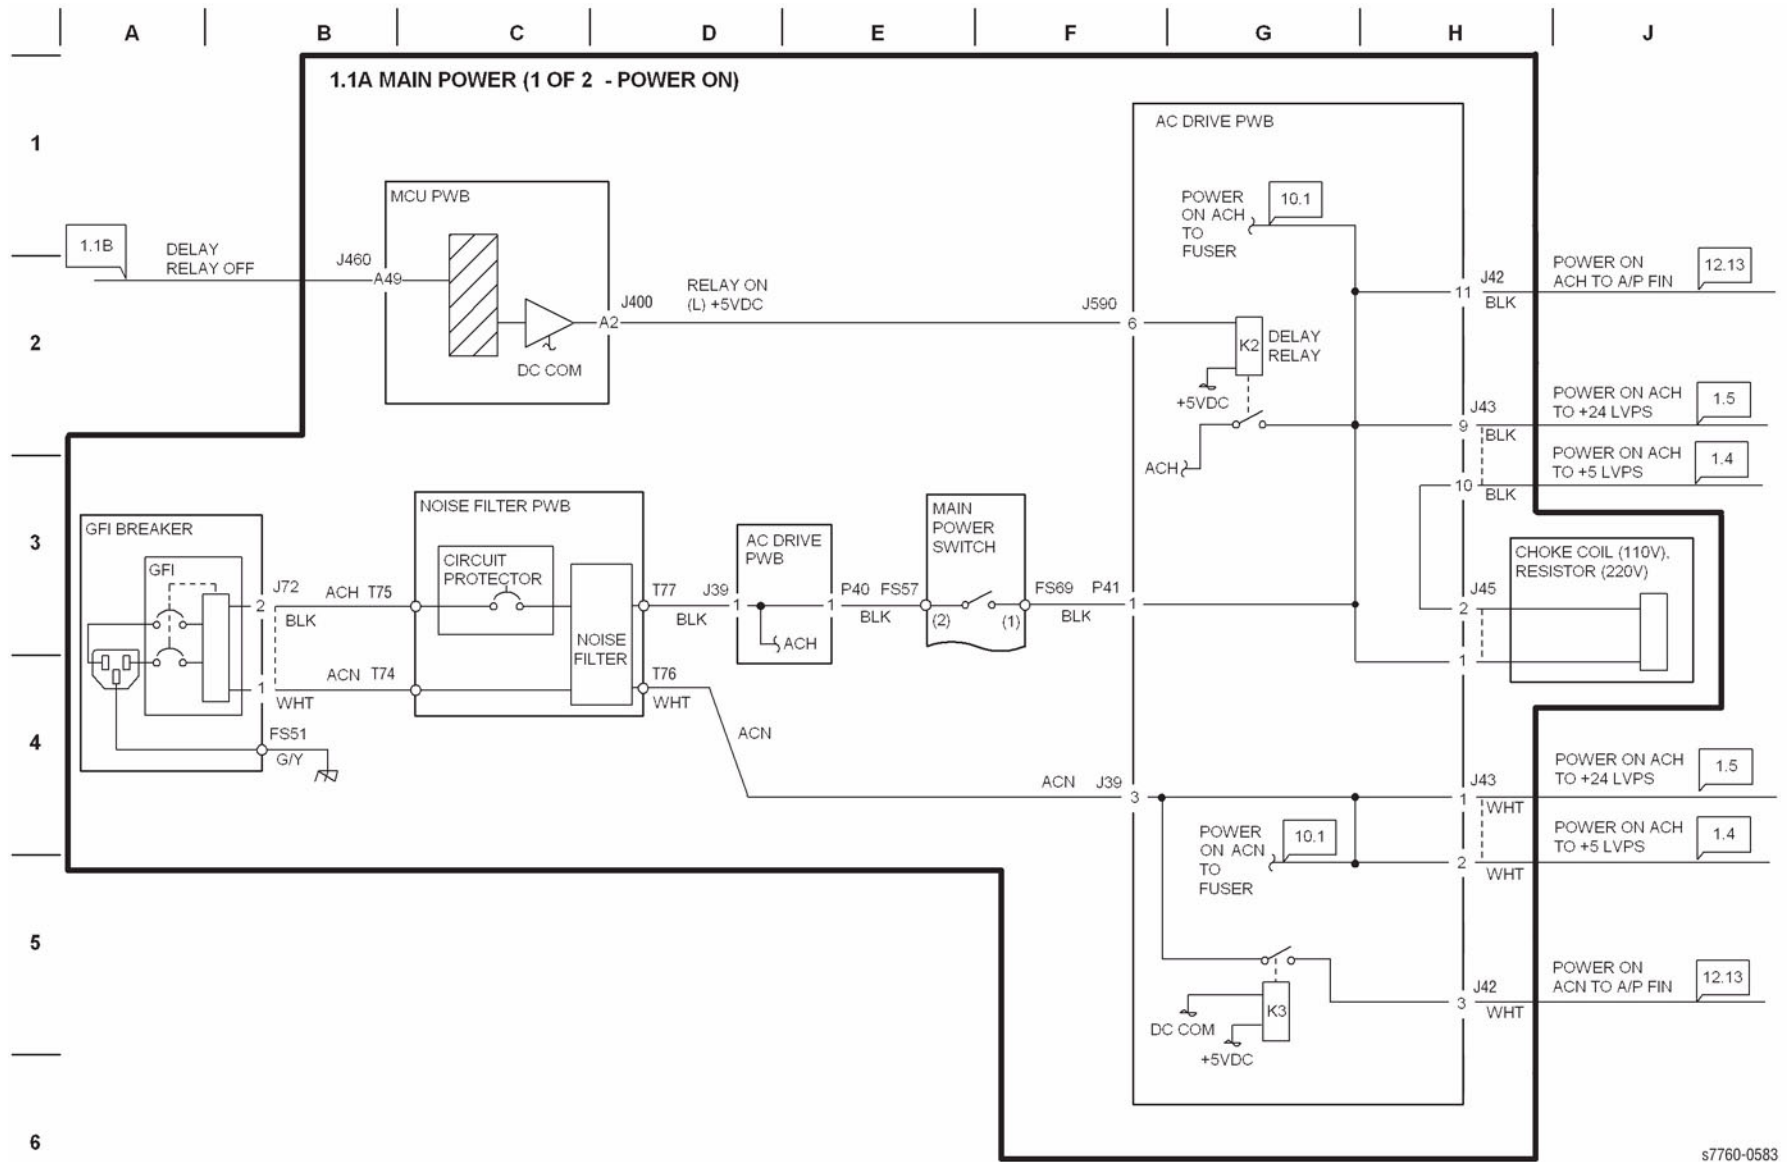 A
B
C
D
E
F
G
H
J
1.1A MAIN POWER (1 OF 2 - POWER ON)
1
AC DRIVE PWB
MCU PWB
POWER
ON ACH
TO
FUSER
10.1
1.1B
DELAY
RELAY OFF
J460
A49
J400
A2
RELAY ON
(L) +5VDC
J590
6
DC COM
2
K2
DELAY
RELAY
+5VDC
ACH
J42
11
BLK
POWER ON
ACH TO A/P FIN
12.13
J43
9
BLK
POWER ON ACH
TO +24 LVPS
1.5
10
BLK
POWER ON ACH
TO +5 LVPS
1.4
3
GFI BREAKER
GFI
J72
2
BLK
ACH T75
NOISE FILTER PWB
CIRCUIT
PROTECTOR
NOISE
FILTER
T77
BLK
J39
1
AC DRIVE
PWB
ACH
1
P40
BLK
FS57
MAIN
POWER
SWITCH
(2)
(1)
FS69
BLK
P41
1
CHOKE COIL (110V),
RESISTOR (220V)
J45
2
1
1
WHT
ACN T74
T76
WHT
FS51
G/Y
4
ACN
ACN J39
3
J43
1
WHT
POWER ON ACH
TO +24 LVPS
1.5
POWER
ON ACN
TO
FUSER
10.1
2
WHT
POWER ON ACH
TO +5 LVPS
1.4
5
K3
DC COM
+5VDC
J42
3
WHT
POWER ON
ACN TO A/P FIN
12.13
6
s7760-0583